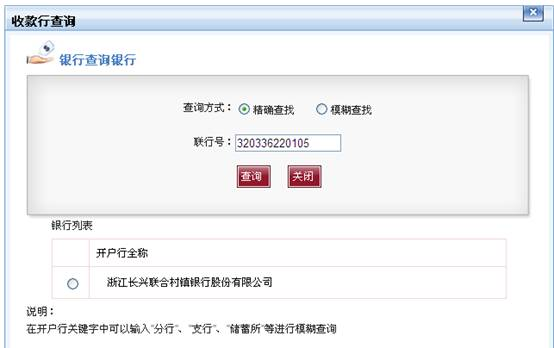 收款行查询
银行查询银行
查询方式： 精确查找 模糊查找
联行号： 320336220105
查询 关闭
银行列表
开户行全称
浙江长兴联合村镇银行股份有限公司
说明：
在开户行关键字中可以输入"分行"、"支行"、"储蓄所"等进行模糊查询